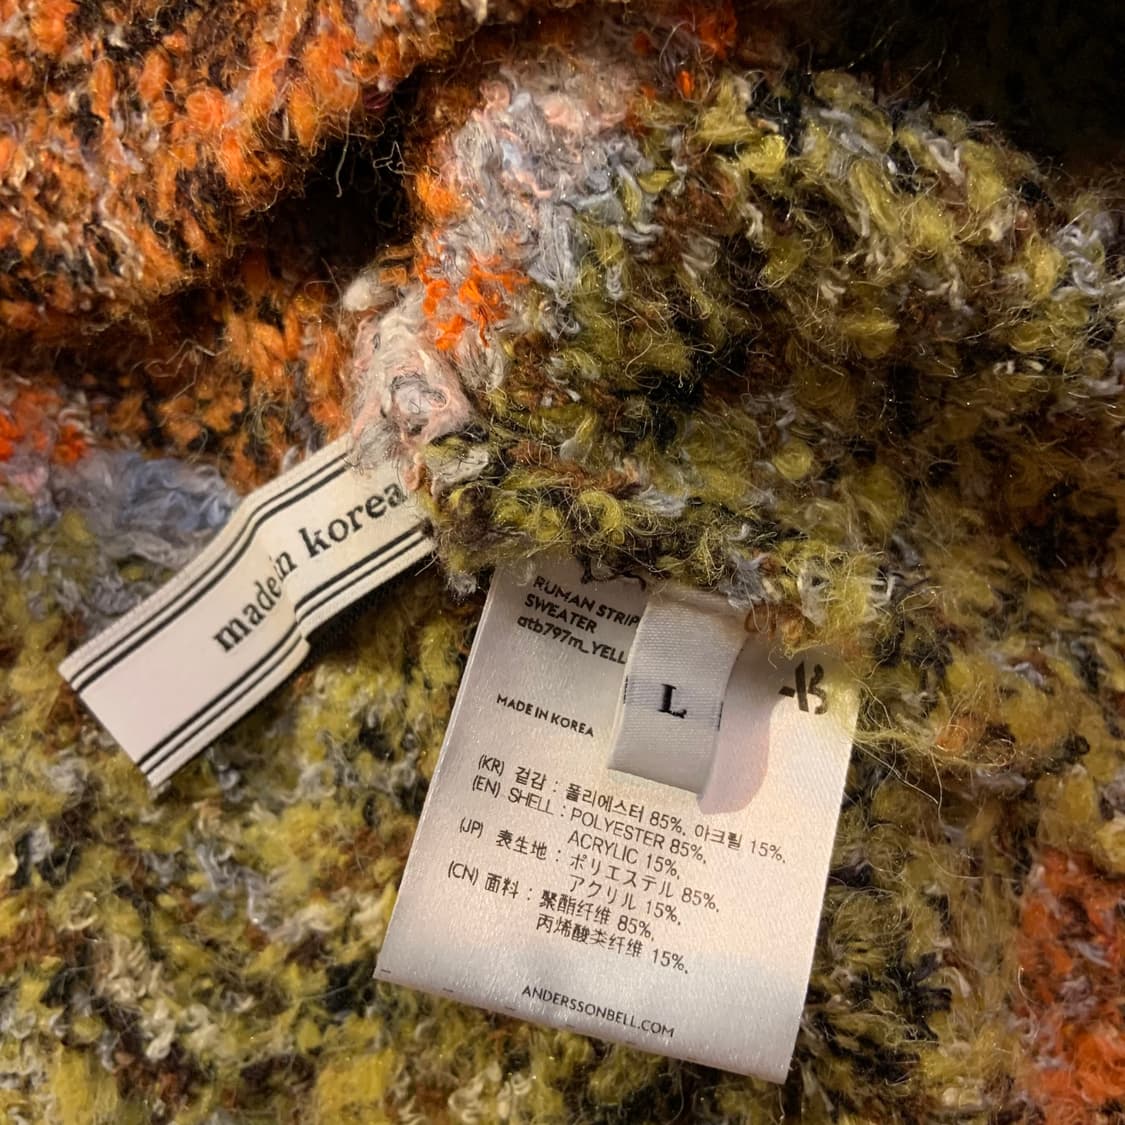 made in korea
RUMAN STRIP
SWEATER
atb797m_YELL
L
MADE IN KOREA
(KR) 겉감 : 폴리에스터 85%, 아크릴 15%,
(EN) SHELL : POLYESTER 85%,
ACRYLIC 15%,
(JP) 表生地 : ポリエステル 85%,
アクリル 15%,
(CN) 面料 : 聚酯纤维 85%,
丙烯酸类纤维 15%,
ANDERSSONBELL.COM